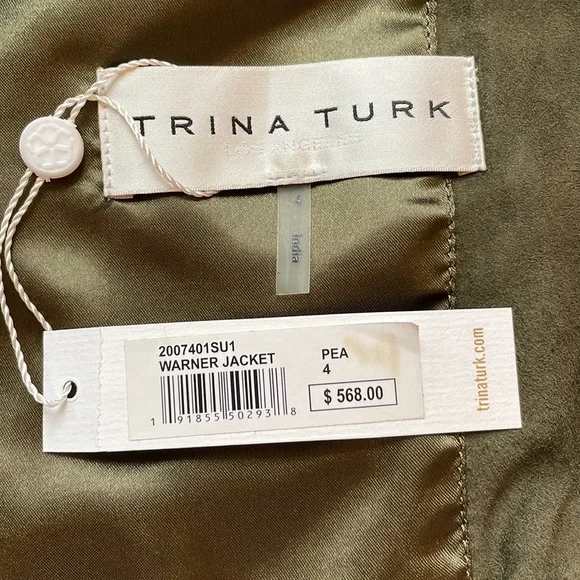 TRINA TURK
LOS ANGELES
india
2007401SU1
WARNER JACKET
PEA
4
$ 568.00
1 91855 50293 8
trinaturk.com